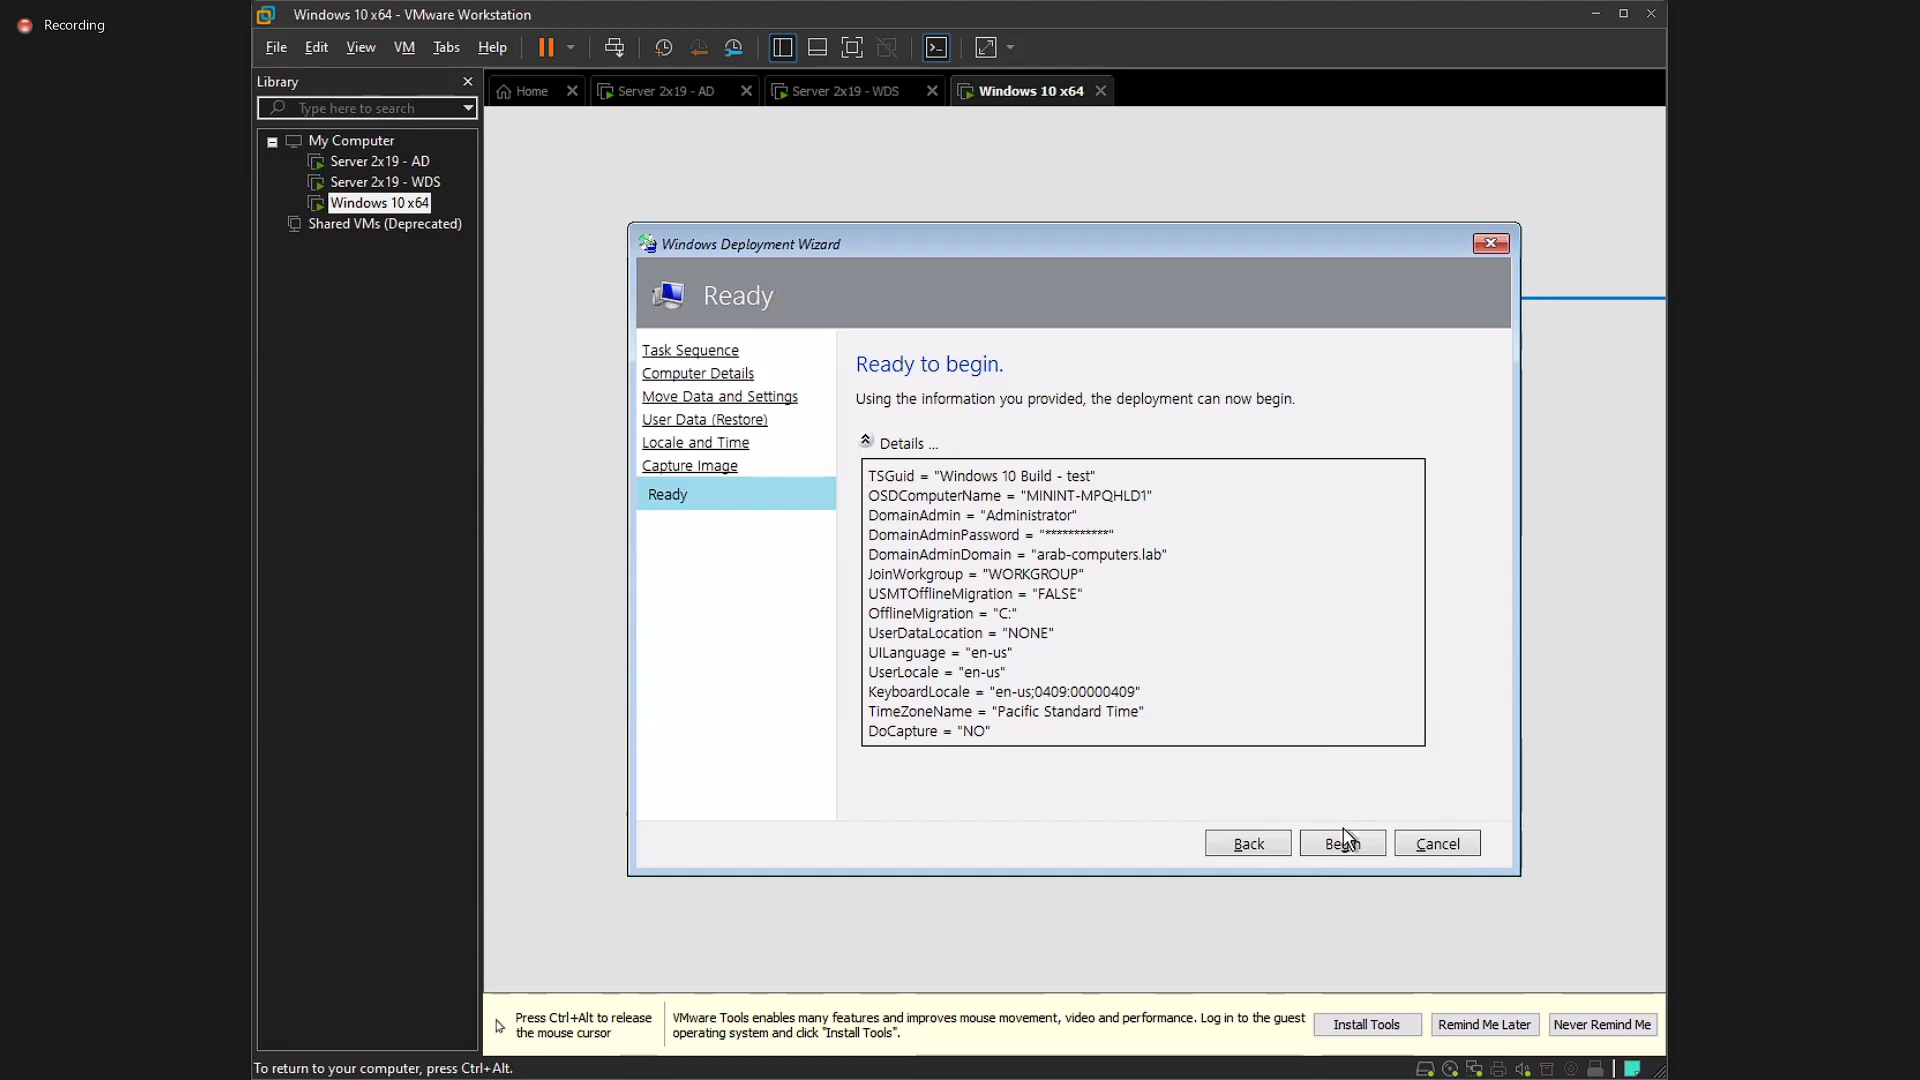 Recording
Windows 10 x64 - VMware Workstation
File Edit View VM Tabs Help
Library
Type here to search
My Computer
Server 2x19 - AD
Server 2x19 - WDS
Windows 10 x64
Shared VMs (Deprecated)
Home Server 2x19 - AD Server 2x19 - WDS Windows 10 x64
Windows Deployment Wizard
Ready
Task Sequence
Computer Details
Move Data and Settings
User Data (Restore)
Locale and Time
Capture Image
Ready
Ready to begin.
Using the information you provided, the deployment can now begin.
Details ...
TSGuid = "Windows 10 Build - test"
OSDComputerName = "MININT-MPQHLD1"
DomainAdmin = "Administrator"
DomainAdminPassword = "***********"
DomainAdminDomain = "arab-computers.lab"
JoinWorkgroup = "WORKGROUP"
USMTOfflineMigration = "FALSE"
OfflineMigration = "C:"
UserDataLocation = "NONE"
UILanguage = "en-us"
UserLocale = "en-us"
KeyboardLocale = "en-us;0409:00000409"
TimeZoneName = "Pacific Standard Time"
DoCapture = "NO"
Back Begin Cancel
Press Ctrl+Alt to release
the mouse cursor
VMware Tools enables many features and improves mouse movement, video and performance. Log in to the guest
operating system and click "Install Tools".
Install Tools Remind Me Later Never Remind Me
To return to your computer, press Ctrl+Alt.